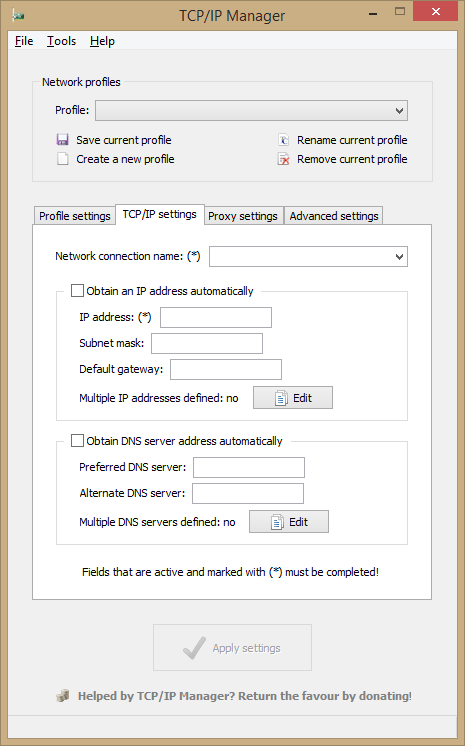 TCP/IP Manager
File Tools Help
Network profiles
Profile:
Save current profile Rename current profile
Create a new profile Remove current profile
Profile settings TCP/IP settings Proxy settings Advanced settings
Network connection name: (*)
Obtain an IP address automatically
IP address: (*)
Subnet mask:
Default gateway:
Multiple IP addresses defined: no Edit
Obtain DNS server address automatically
Preferred DNS server:
Alternate DNS server:
Multiple DNS servers defined: no Edit
Fields that are active and marked with (*) must be completed!
Apply settings
Helped by TCP/IP Manager? Return the favour by donating!